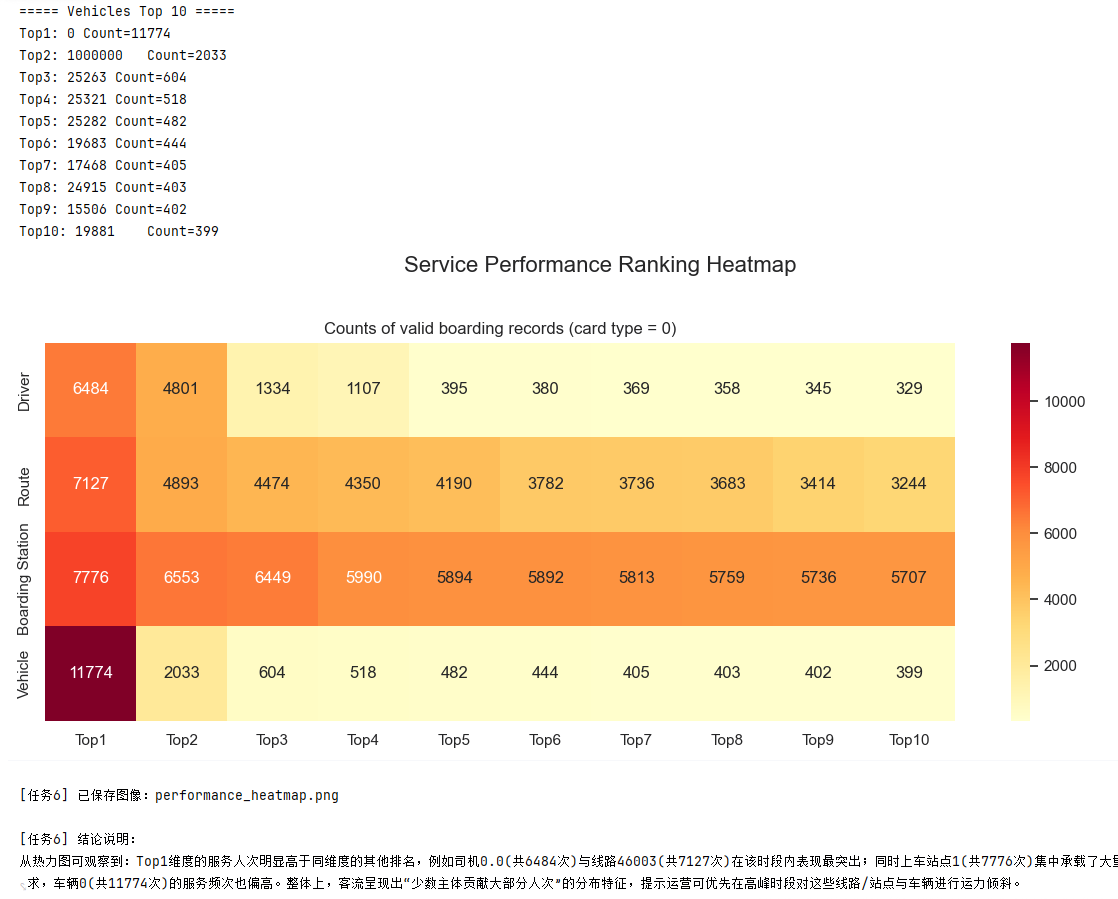 ===== Vehicles Top 10 =====
Top1: 0 Count=11774
Top2: 1000000 Count=2033
Top3: 25263 Count=604
Top4: 25321 Count=518
Top5: 25282 Count=482
Top6: 19683 Count=444
Top7: 17468 Count=405
Top8: 24915 Count=403
Top9: 15506 Count=402
Top10: 19881 Count=399
Service Performance Ranking Heatmap
Counts of valid boarding records (card type = 0)
Driver 6484 4801 1334 1107 395 380 369 358 345 329
Route 7127 4893 4474 4350 4190 3782 3736 3683 3414 3244
Boarding Station 7776 6553 6449 5990 5894 5892 5813 5759 5736 5707
Vehicle 11774 2033 604 518 482 444 405 403 402 399
Top1 Top2 Top3 Top4 Top5 Top6 Top7 Top8 Top9 Top10
10000
8000
6000
4000
2000
[任务6] 已保存图像: performance_heatmap.png
[任务6] 结论说明:
从热力图可观察到：Top1维度的服务人次明显高于同维度的其他排名，例如司机0.0(共6484次)与线路46003(共7127次)在该时段内表现最突出；同时上车站点1(共7776次)集中承载了大
求，车辆0(共11774次)的服务频次也偏高。整体上，客流呈现出“少数主体贡献大部分人次”的分布特征，提示运营可优先在高峰时段对这些线路/站点与车辆进行运力倾斜。